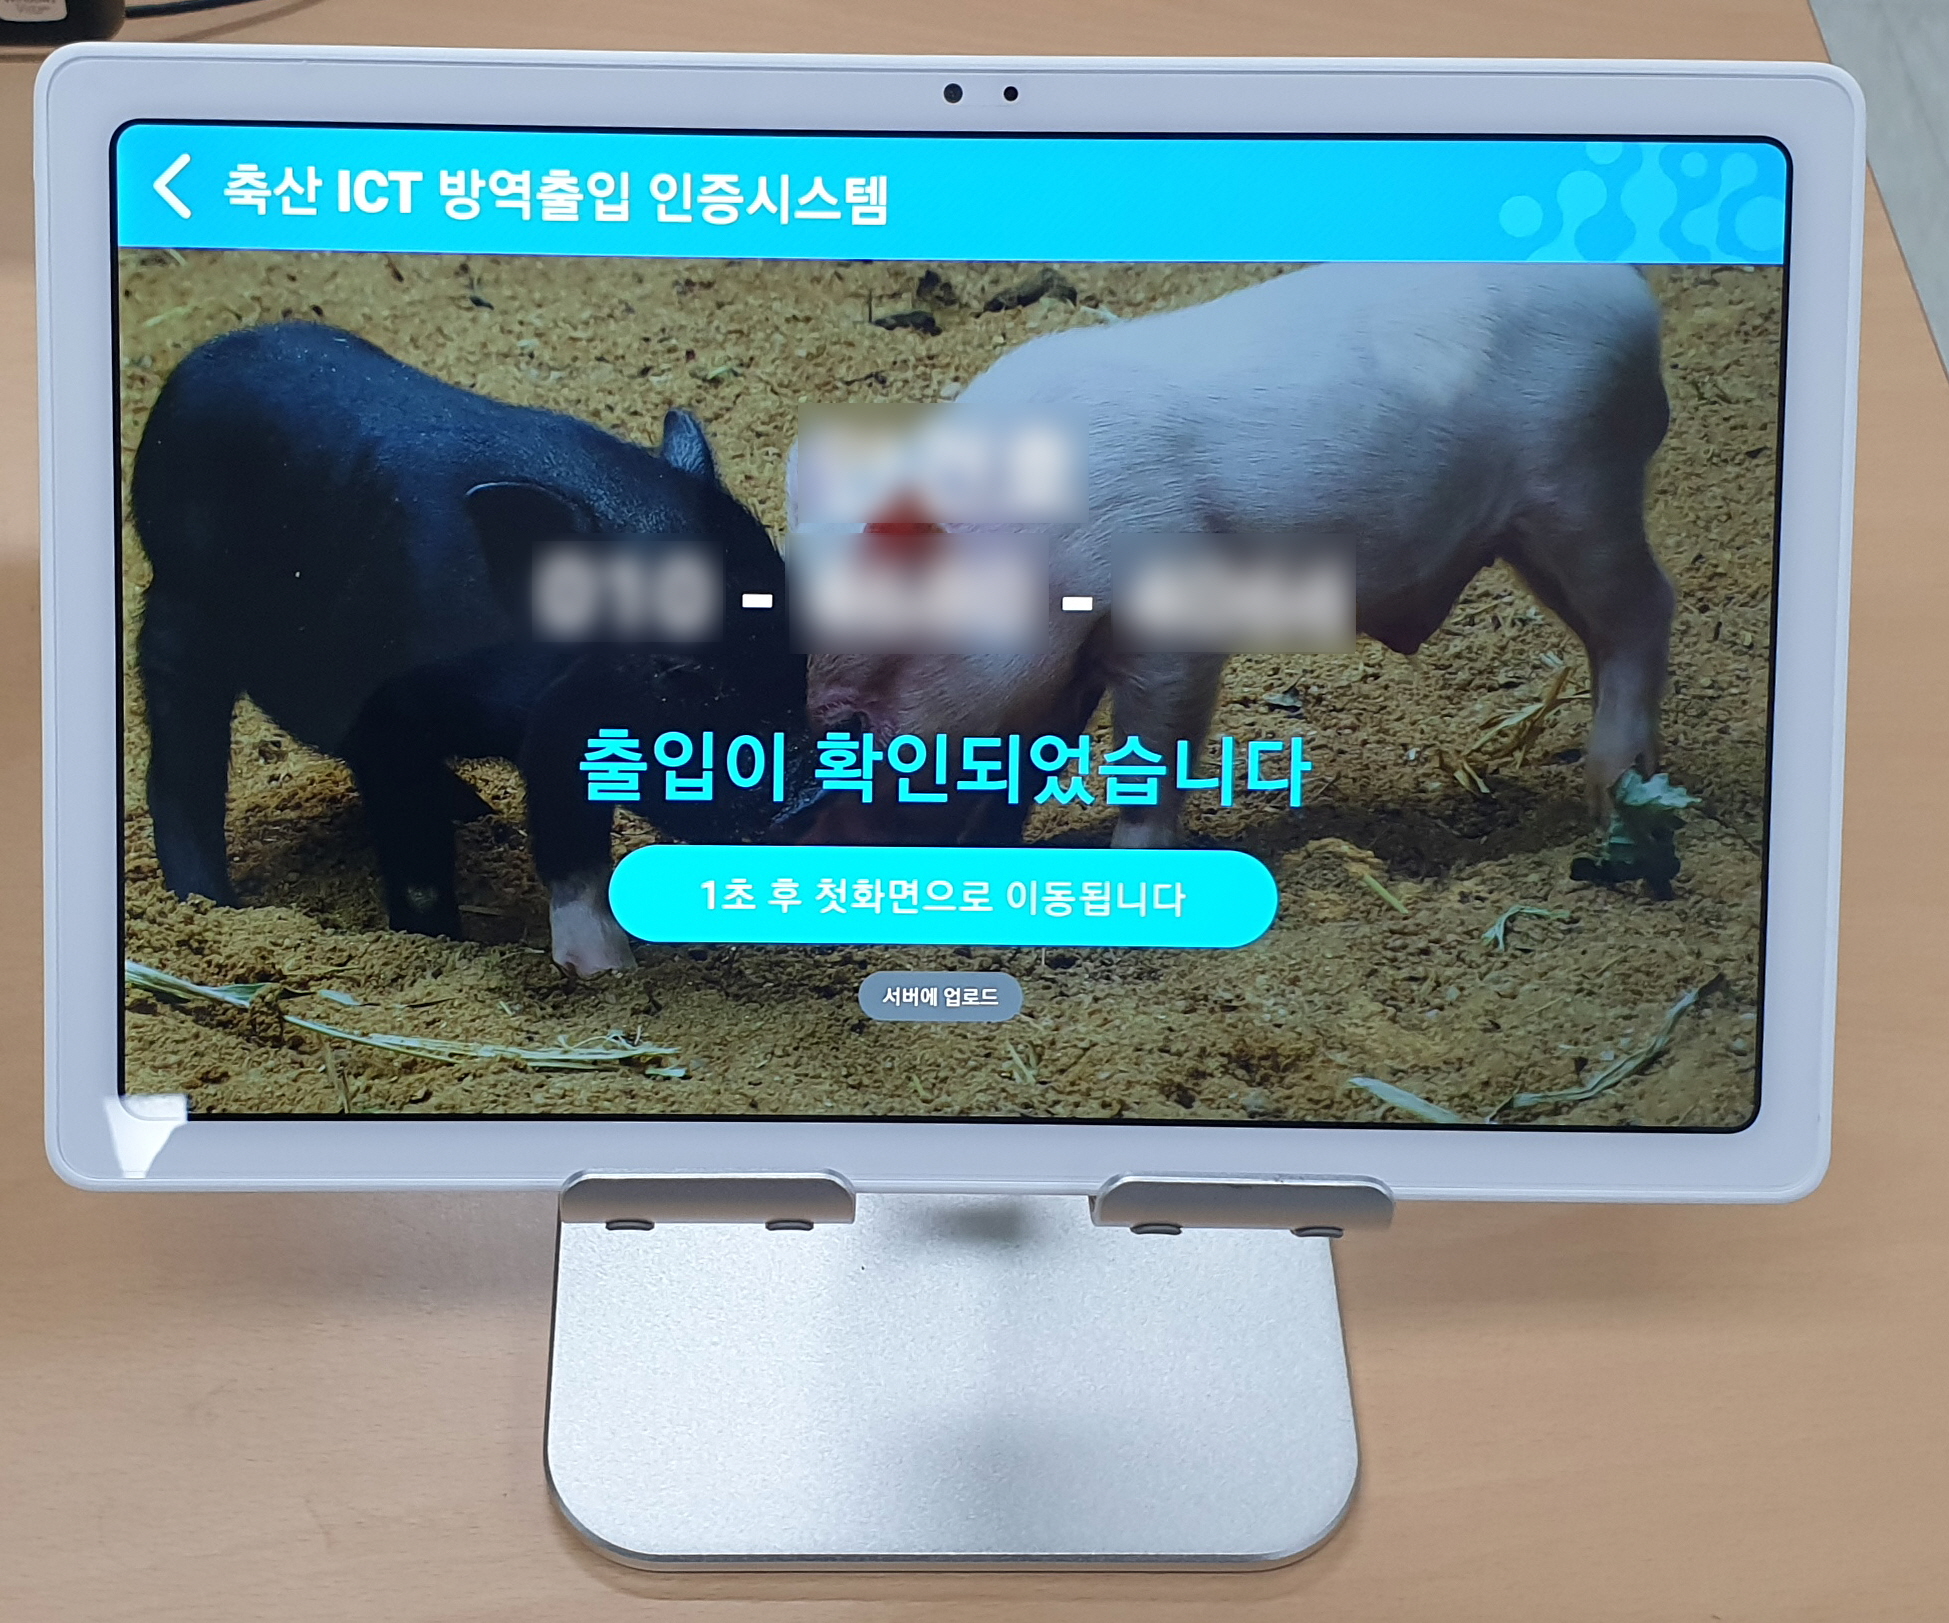 축산 ICT 방역출입 인증시스템
- -
출입이 확인되었습니다
1초 후 첫화면으로 이동됩니다
서버에 업로드